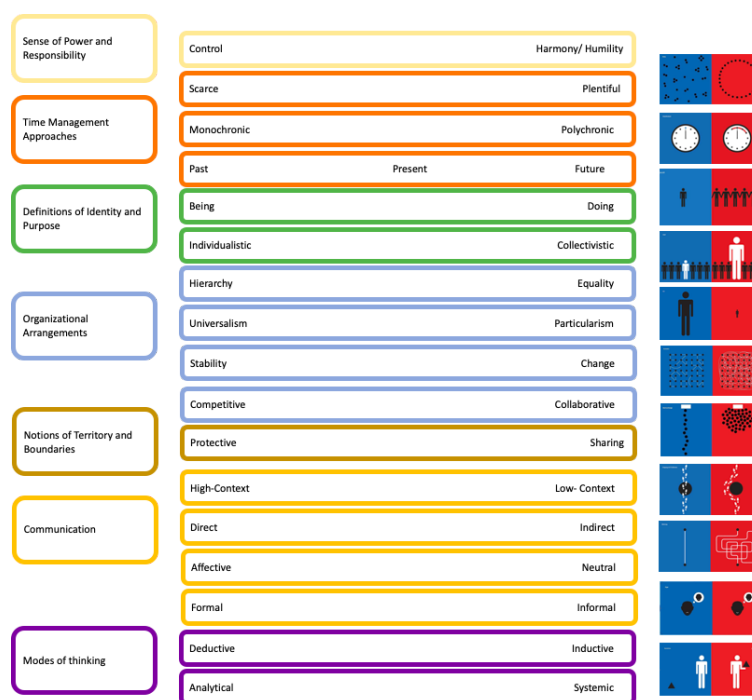 Sense of Power and
Responsibility
Control Harmony/ Humility
Scarce Plentiful
Time Management
Approaches
Monochronic Polychronic
Past Present Future
Definitions of Identity and
Purpose
Being Doing
Individualistic Collectivistic
Hierarchy Equality
Organizational
Arrangements
Universalism Particularism
Stability Change
Competitive Collaborative
Notions of Territory and
Boundaries
Protective Sharing
High-Context Low- Context
Communication
Direct Indirect
Affective Neutral
Formal Informal
Modes of thinking
Deductive Inductive
Analytical Systemic